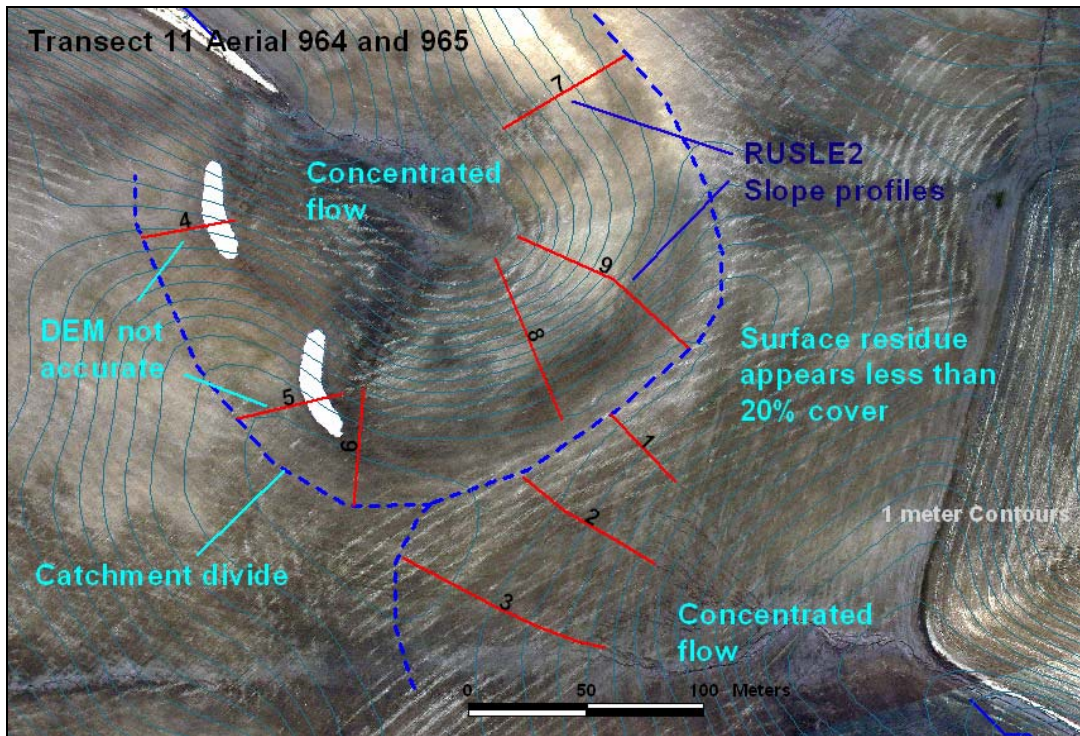 Transect 11 Aerial 964 and 965
7
RUSLE2
Slope profiles
Concentrated
flow
4
9
8
DEM not
accurate
Surface residue
appears less than
20% cover
5
1
6
2
1 meter Contours
Catchment divide
3
Concentrated
flow
0 50 100 Meters